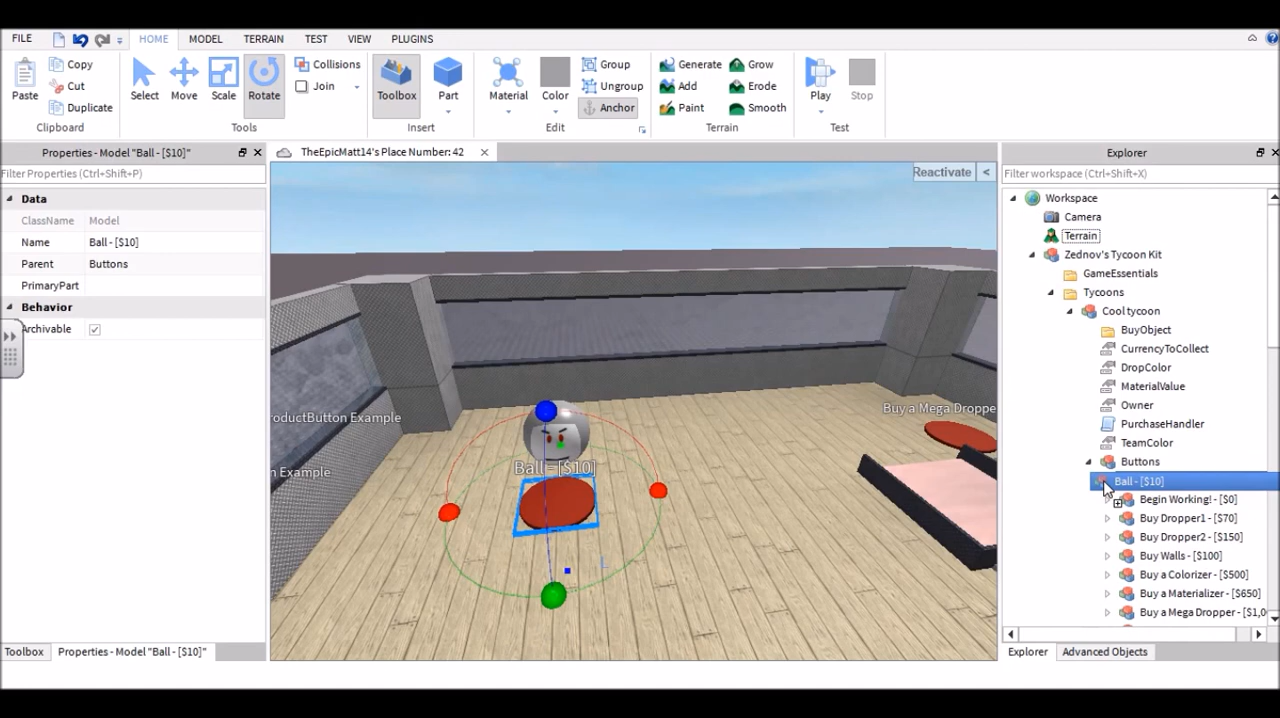 FILE HOME MODEL TERRAIN TEST VIEW PLUGINS
Paste Copy Cut Duplicate
Clipboard
Select Move Scale Rotate Collisions Join
Tools
Toolbox Part
Insert
Material Color Group Ungroup Anchor
Edit
Generate Grow Add Erode Paint Smooth
Terrain
Play Stop
Test
Properties - Model "Ball - [$10]"
Filter Properties (Ctrl+Shift+P)
Data
ClassName Model
Name Ball - [$10]
Parent Buttons
PrimaryPart
Behavior
Archivable
Toolbox Properties - Model "Ball - [$10]"
TheEpicMatt14's Place Number: 42
Reactivate <
oductButton Example
n Example
Ball - [$10]
Buy a Mega Droppe
Explorer
Filter workspace (Ctrl+Shift+X)
Workspace
Camera
Terrain
Zednov's Tycoon Kit
GameEssentials
Tycoons
Cool tycoon
BuyObject
CurrencyToCollect
DropColor
MaterialValue
Owner
PurchaseHandler
TeamColor
Buttons
Ball - [$10]
Begin Working! - [$0]
Buy Dropper1 - [$70]
Buy Dropper2 - [$150]
Buy Walls - [$100]
Buy a Colorizer - [$500]
Buy a Materializer - [$650]
Buy a Mega Dropper - [$1,0
Explorer Advanced Objects